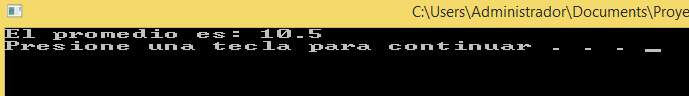 C:\Users\Administrador\Documents\Proye
El promedio es: 10.5
Presione una tecla para continuar . . . _